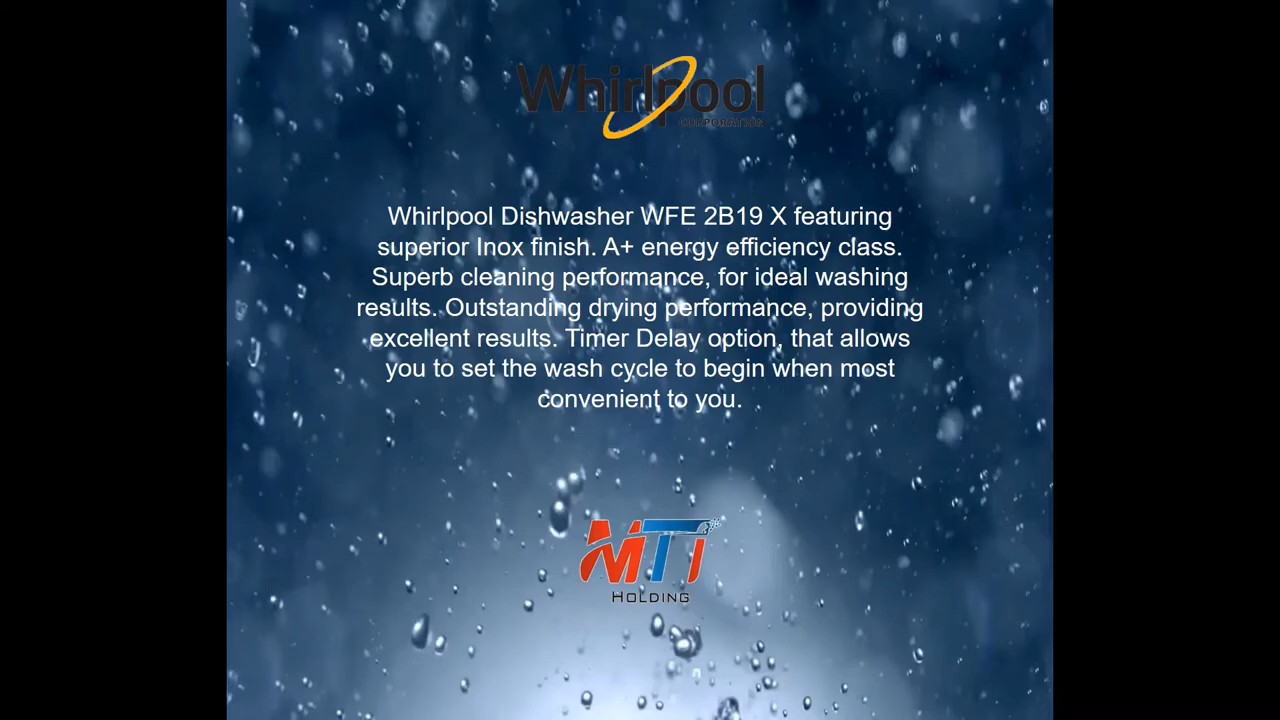 Whirlpool
CORPORATION
Whirlpool Dishwasher WFE 2B19 X featuring
superior Inox finish. A+ energy efficiency class.
Superb cleaning performance, for ideal washing
results. Outstanding drying performance, providing
excellent results. Timer Delay option, that allows
you to set the wash cycle to begin when most
convenient to you.
MTI
HOLDING